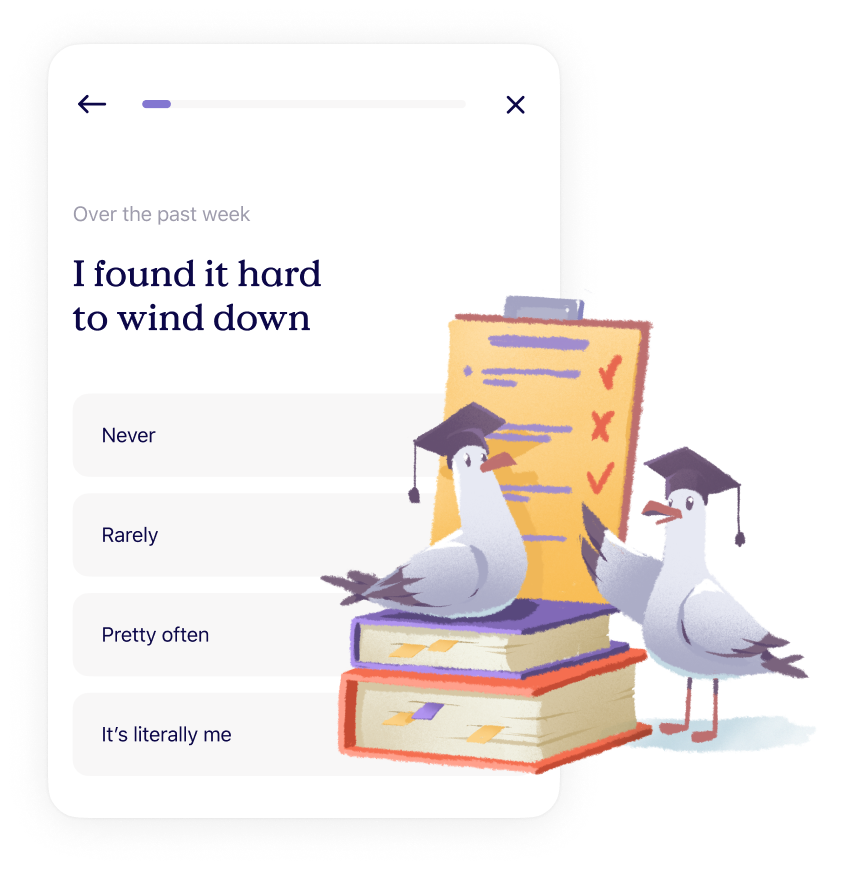 Over the past week
I found it hard
to wind down
Never
Rarely
Pretty often
It’s literally me